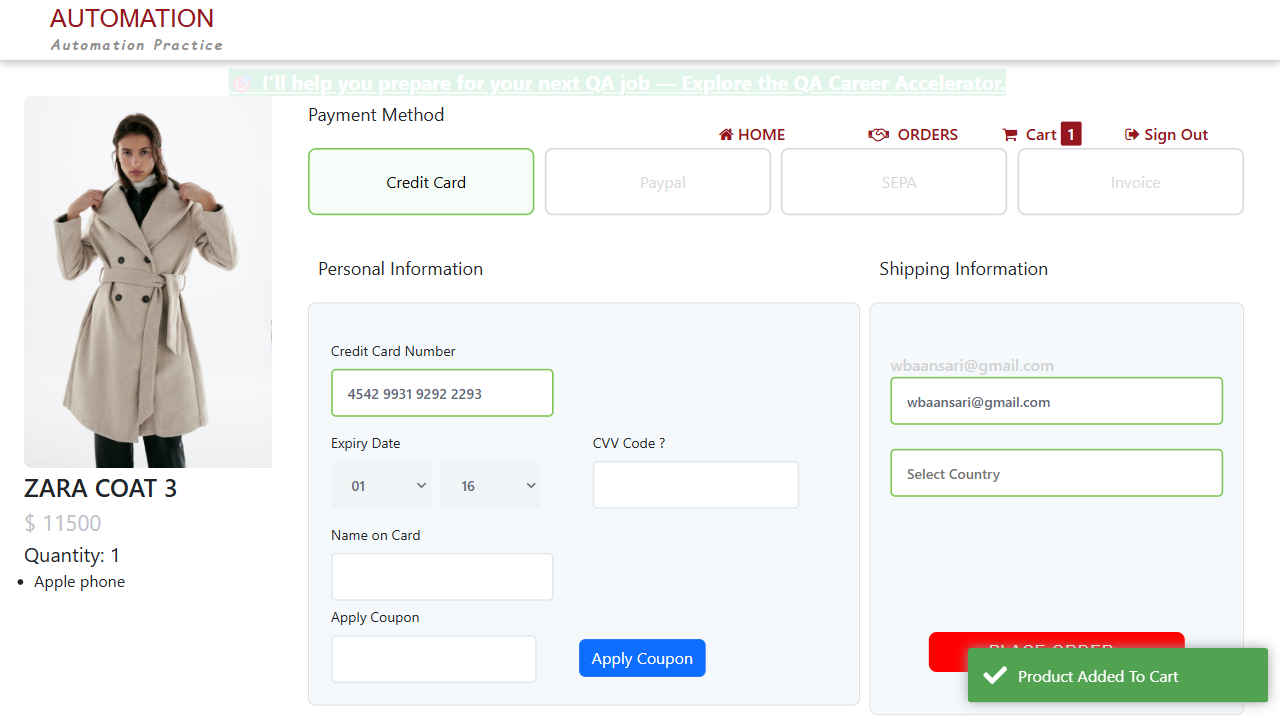 AUTOMATION
Automation Practice
🎯 I'll help you prepare for your next QA job — Explore the QA Career Accelerator.
HOME
ORDERS
Cart 1
Sign Out
Payment Method
Credit Card
Paypal
SEPA
Invoice
ZARA COAT 3
$ 11500
Quantity: 1
• Apple phone
Personal Information
Credit Card Number
4542 9931 9292 2293
Expiry Date
CVV Code ?
01
16
Name on Card
Apply Coupon
Apply Coupon
Shipping Information
wbaansari@gmail.com
wbaansari@gmail.com
Select Country
PLACE ORDER
Product Added To Cart